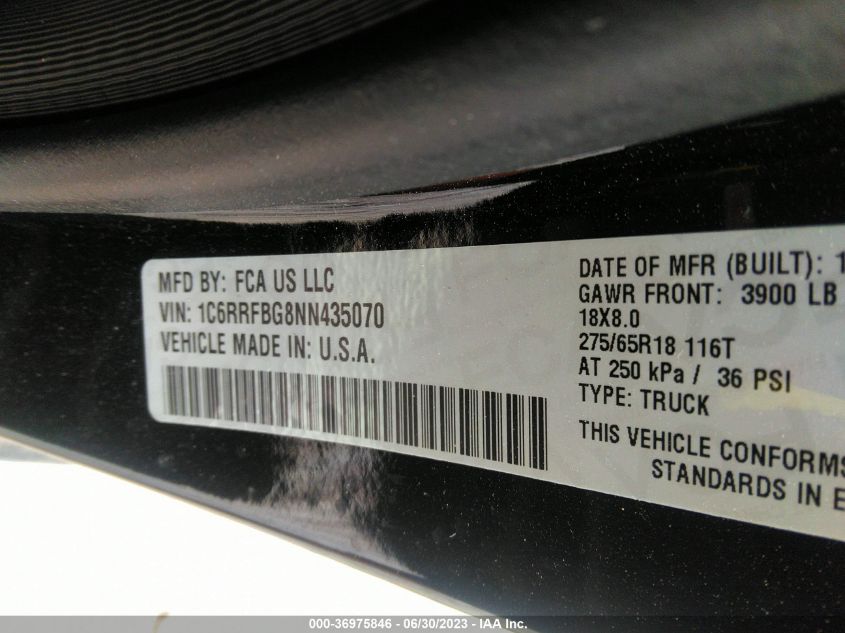 MFD BY: FCA US LLC
VIN: 1C6RRFBG8NN435070
VEHICLE MADE IN: U.S.A.
DATE OF MFR (BUILT): 1
GAWR FRONT: 3900 LB
18X8.0
275/65R18 116T
AT 250 kPa / 36 PSI
TYPE: TRUCK
THIS VEHICLE CONFORMS
STANDARDS IN E
000-36975846 - 06/30/2023 - IAA Inc.